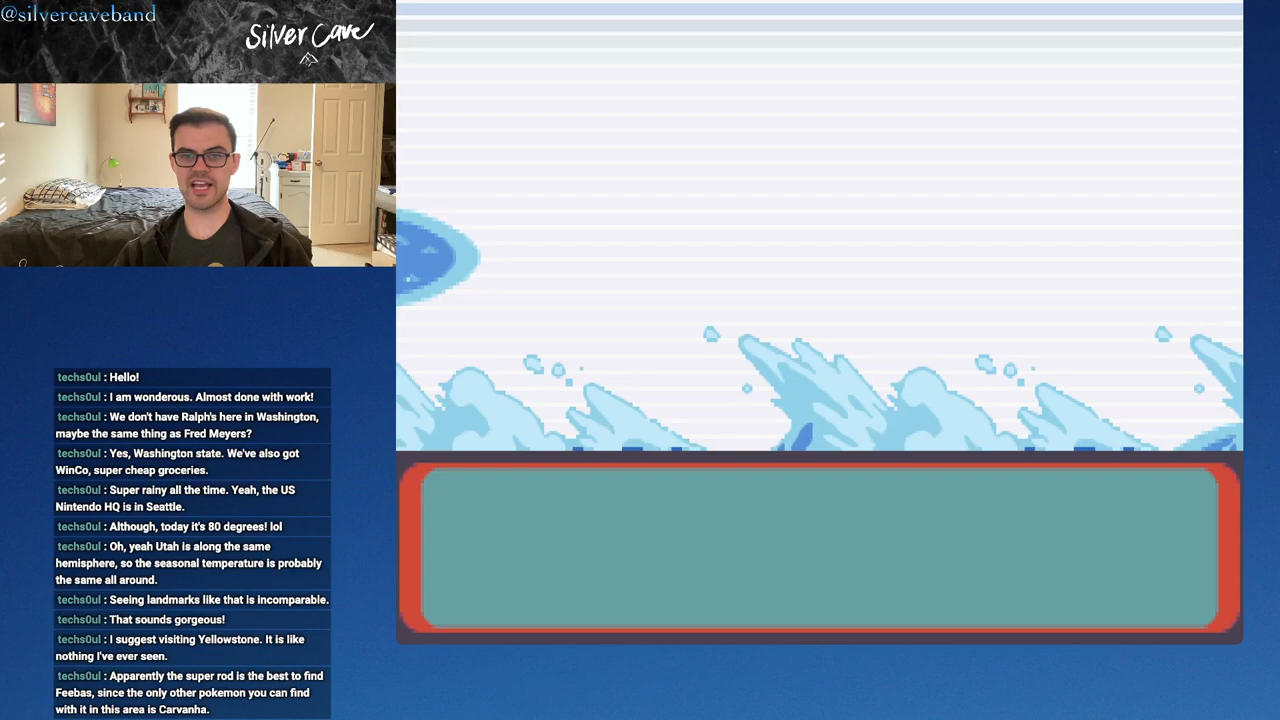 @silvercaveband
Silver Cave
techs0ul : Hello!
techs0ul : I am wonderous. Almost done with work!
techs0ul : We don't have Ralph's here in Washington,
maybe the same thing as Fred Meyers?
techs0ul : Yes, Washington state. We've also got
WinCo, super cheap groceries.
techs0ul : Super rainy all the time. Yeah, the US
Nintendo HQ is in Seattle.
techs0ul : Although, today it's 80 degrees! lol
techs0ul : Oh, yeah Utah is along the same
hemisphere, so the seasonal temperature is probably
the same all around.
techs0ul : Seeing landmarks like that is incomparable.
techs0ul : That sounds gorgeous!
techs0ul : I suggest visiting Yellowstone. It is like
nothing I've ever seen.
techs0ul : Apparently the super rod is the best to find
Feebas, since the only other pokemon you can find
with it in this area is Carvanha.